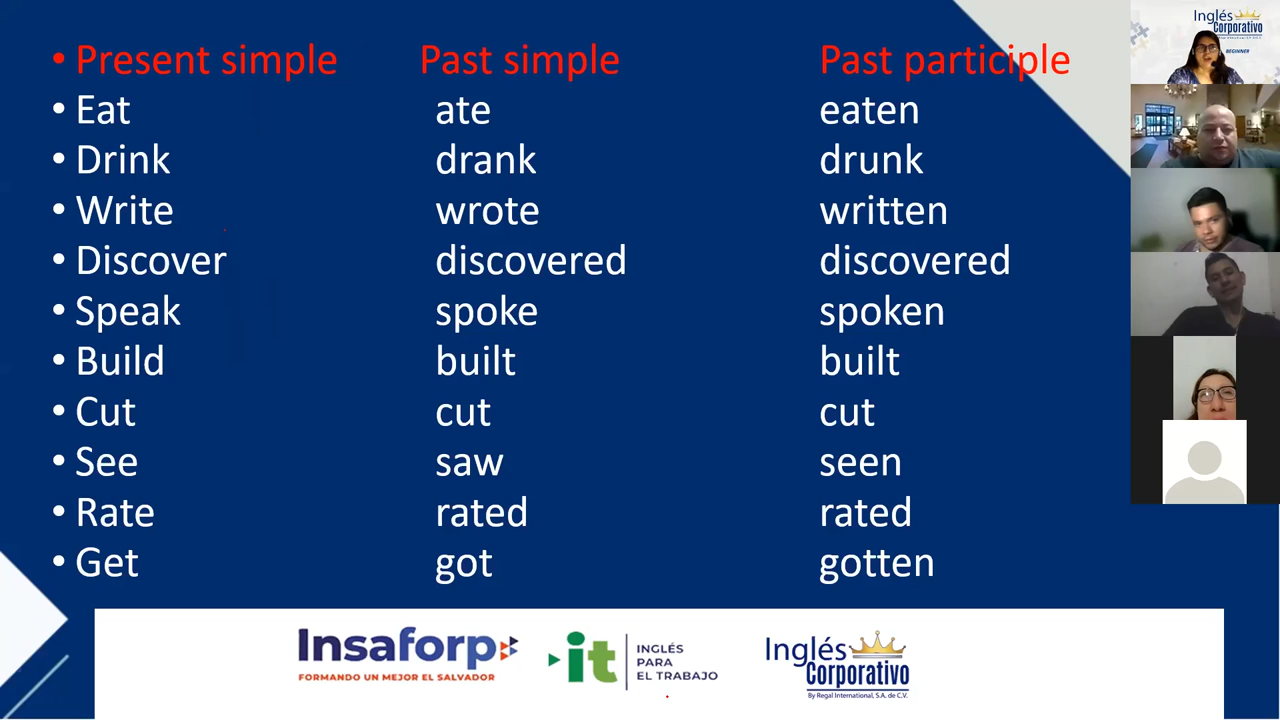 • Present simple Past simple Past participle
• Eat ate eaten
• Drink drank drunk
• Write wrote written
• Discover discovered discovered
• Speak spoke spoken
• Build built built
• Cut cut cut
• See saw seen
• Rate rated rated
• Get got gotten
Insaforp
FORMANDO UN MEJOR EL SALVADOR
it
INGLÉS
PARA
EL TRABAJO
Inglés
Corporativo
By Regal International, S.A. de C.V.
Inglés
Corporativo
BEGINNER